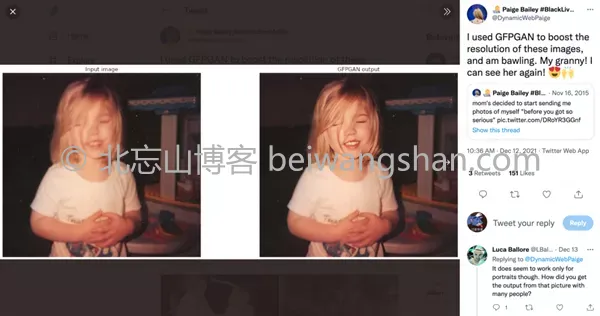 Input image
GFPGAN output
© 北忘山博客 beiwangshan.com
Paige Bailey #BlackLiv...
@DynamicWebPaige
I used GFPGAN to boost the
resolution of these images,
and am bawling. My granny! I
can see her again! 😍🙌
Paige Bailey #Bl... · Nov 16, 2015
mom's decided to start sending me
photos of myself "before you got so
serious" pic.twitter.com/DRoYR3GGnf
Show this thread
10:36 AM · Dec 12, 2021 · Twitter Web App
3 Retweets 151 Likes
Tweet your reply
Reply
Luca Ballore @LBal... · Dec 13
Replying to @DynamicWebPaige
It does seem to work only for
portraits though. How did you get
the output from that picture with
many people?
1